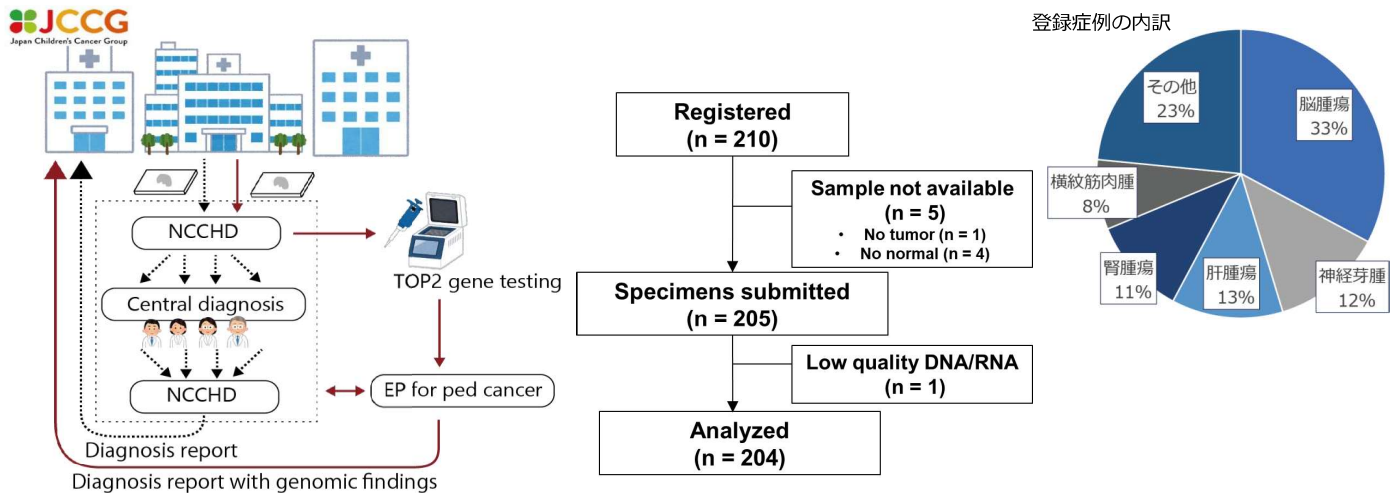 JCCG
Japan Children's Cancer Group
NCCHD
TOP2 gene testing
Central diagnosis
EP for ped cancer
NCCHD
Diagnosis report
Diagnosis report with genomic findings
Registered
(n = 210)
Sample not available
(n = 5)
• No tumor (n = 1)
• No normal (n = 4)
Specimens submitted
(n = 205)
Low quality DNA/RNA
(n = 1)
Analyzed
(n = 204)
登録症例の内訳
その他
23%
脳腫瘍
33%
横紋筋肉腫
8%
腎腫瘍
11%
肝腫瘍
13%
神経芽腫
12%